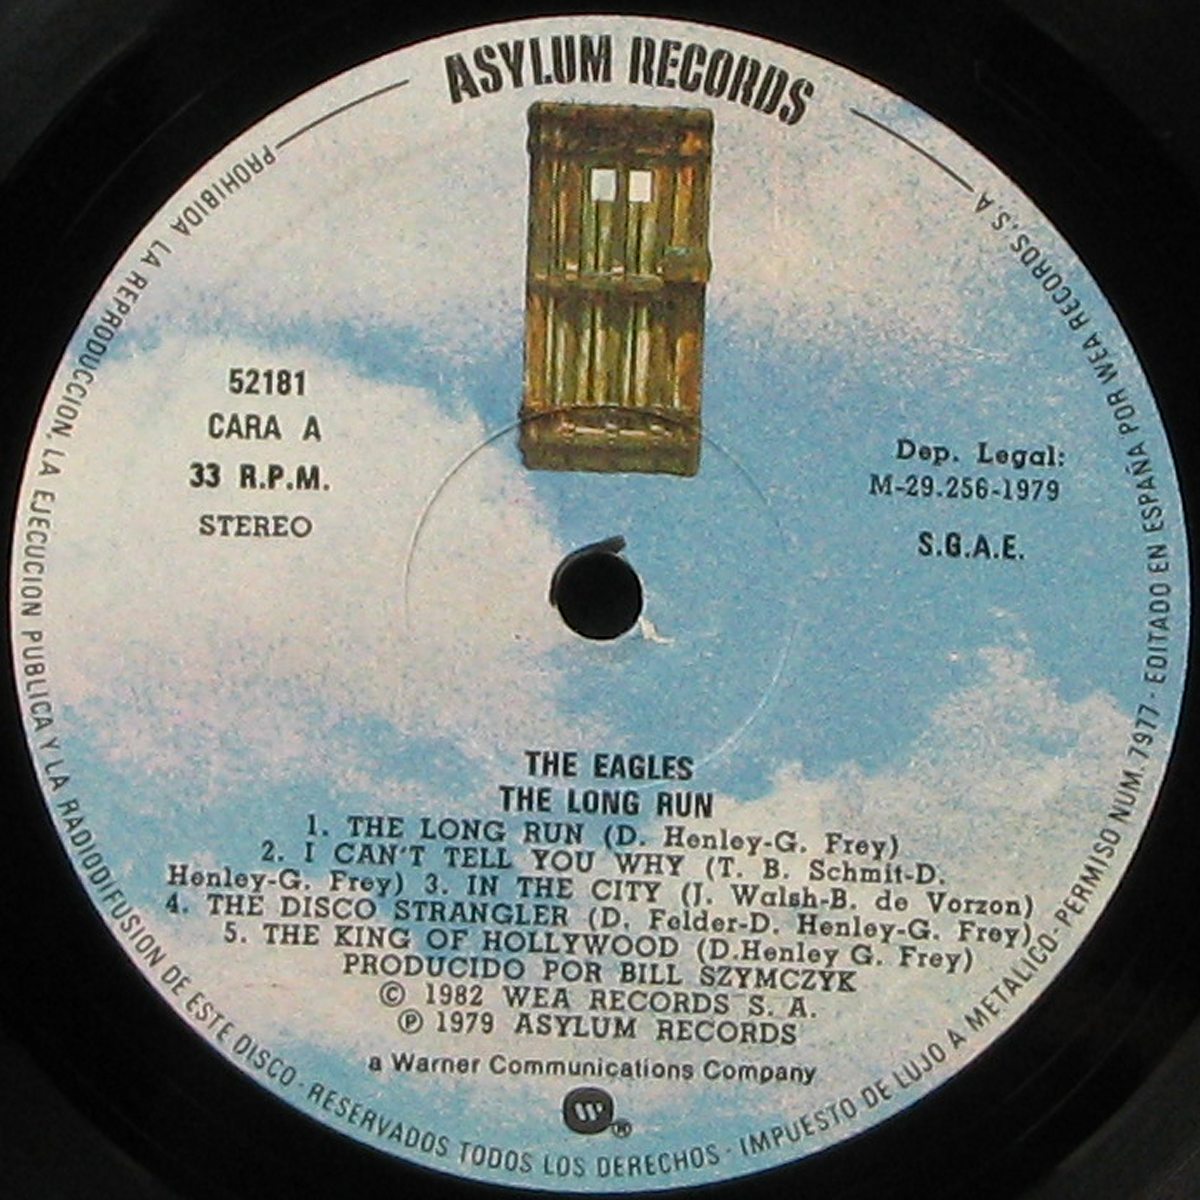 ASYLUM RECORDS
52181
CARA A
33 R.P.M.
STEREO
Dep. Legal:
M-29.256-1979
S.G.A.E.
THE EAGLES
THE LONG RUN
1. THE LONG RUN (D. Henley-G. Frey)
2. I CAN'T TELL YOU WHY (T. B. Schmit-D.
Henley-G. Frey) 3. IN THE CITY (J. Walsh-B. de Vorzon)
4. THE DISCO STRANGLER (D. Felder-D. Henley-G. Frey)
5. THE KING OF HOLLYWOOD (D.Henley G. Frey)
PRODUCIDO POR BILL SZYMCZYK
© 1982 WEA RECORDS S. A.
℗ 1979 ASYLUM RECORDS
a Warner Communications Company
W ®
PROHIBIDA LA REPRODUCCION, LA EJECUCION PUBLICA Y LA RADIODIFUSION DE ESTE DISCO - RESERVADOS TODOS LOS DERECHOS - IMPUESTO DE LUJO A METALICO - PERMISO NUM. 7977 - EDITADO EN ESPAÑA POR WEA RECORDS, S.A